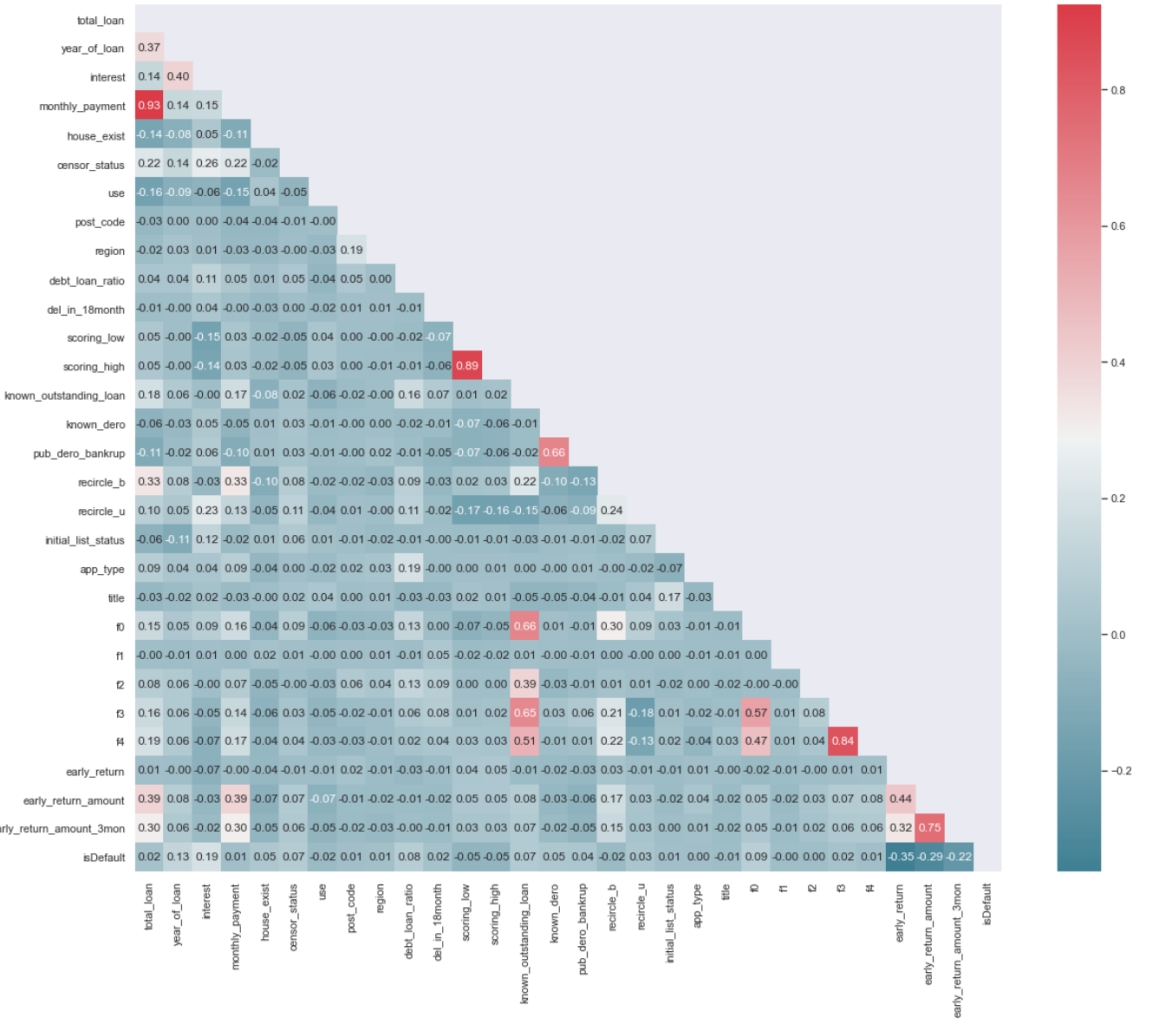 total_loan
year_of_loan 0.37
interest 0.14 0.40
monthly_payment 0.93 0.14 0.15
house_exist -0.14 -0.08 0.05 -0.11
censor_status 0.22 0.14 0.26 0.22 -0.02
use -0.16 -0.09 -0.06 -0.15 0.04 -0.05
post_code -0.03 0.00 0.00 -0.04 -0.04 -0.01 -0.00
region -0.02 0.03 0.01 -0.03 -0.03 -0.00 -0.03 0.19
debt_loan_ratio 0.04 0.04 0.11 0.05 0.01 0.05 -0.04 0.05 0.00
del_in_18month -0.01 -0.00 0.04 -0.00 -0.03 0.00 -0.02 0.01 0.01 -0.01
scoring_low 0.05 -0.00 -0.15 0.03 -0.02 -0.05 0.04 0.00 -0.00 -0.02 -0.07
scoring_high 0.05 -0.00 -0.14 0.03 -0.02 -0.05 0.03 0.00 -0.01 -0.01 -0.06 0.89
known_outstanding_loan 0.18 0.06 -0.00 0.17 -0.08 0.02 -0.06 -0.02 -0.00 0.16 0.07 0.01 0.02
known_dero -0.06 -0.03 0.05 -0.05 0.01 0.03 -0.01 -0.00 0.00 -0.02 -0.01 -0.07 -0.06 -0.01
pub_dero_bankrup -0.11 -0.02 0.06 -0.10 0.01 0.03 -0.01 -0.00 0.02 -0.01 -0.05 -0.07 -0.06 -0.02 0.66
recircle_b 0.33 0.08 -0.03 0.33 -0.10 0.08 -0.02 -0.02 -0.03 0.09 -0.03 0.02 0.03 0.22 -0.10 -0.13
recircle_u 0.10 0.05 0.23 0.13 -0.05 0.11 -0.04 0.01 -0.00 0.11 -0.02 -0.17 -0.16 -0.15 -0.06 -0.09 0.24
initial_list_status -0.06 -0.11 0.12 -0.02 0.01 0.06 0.01 -0.01 0.01 0.02 -0.00 -0.01 -0.01 -0.03 -0.01 -0.01 -0.02 0.07
app_type 0.09 0.04 0.04 0.09 -0.04 0.00 -0.02 0.02 0.03 0.19 -0.00 0.00 0.01 0.00 -0.00 0.01 -0.00 -0.02 -0.07
title -0.03 -0.02 0.02 -0.03 -0.00 0.02 0.04 0.00 0.01 -0.03 -0.03 0.02 0.01 -0.05 -0.05 -0.04 -0.01 0.04 0.17 -0.03
f0 0.15 0.05 0.09 0.16 -0.04 0.09 -0.06 -0.03 -0.03 0.13 0.00 -0.07 -0.05 0.66 0.01 -0.01 0.30 0.09 0.03 -0.01 -0.01
f1 -0.00 -0.01 0.01 0.00 0.02 0.01 -0.00 0.01 -0.00 -0.01 0.05 -0.02 -0.02 0.01 -0.00 -0.01 0.00 -0.00 0.00 -0.01 -0.01 0.00
f2 0.08 0.06 -0.00 0.07 -0.05 -0.00 -0.03 0.06 0.04 0.13 0.09 0.00 0.00 0.39 -0.03 -0.01 0.01 0.01 -0.02 0.00 -0.02 -0.00 -0.00
f3 0.16 0.06 -0.05 0.14 -0.06 0.03 -0.05 -0.02 -0.01 0.06 0.08 0.01 0.02 0.65 0.03 0.06 0.21 -0.18 0.01 -0.02 -0.01 0.57 0.01 0.08
f4 0.19 0.06 -0.07 0.17 -0.04 0.04 -0.03 -0.03 -0.01 0.02 0.04 0.03 0.03 0.51 -0.01 0.01 0.22 -0.13 0.02 -0.04 0.03 0.47 0.01 0.04 0.84
early_return 0.01 -0.00 -0.07 -0.00 -0.04 -0.01 -0.01 0.02 -0.01 -0.03 -0.01 0.04 0.05 -0.01 -0.02 -0.03 0.03 -0.01 -0.01 0.01 -0.00 -0.02 -0.01 -0.00 0.01 0.01
early_return_amount 0.39 0.08 -0.03 0.39 -0.07 0.07 -0.07 -0.01 -0.02 -0.01 -0.02 0.05 0.05 0.08 -0.03 -0.06 0.17 0.03 -0.02 0.04 -0.02 0.05 -0.02 0.03 0.07 0.08 0.44
arly_return_amount_3mon 0.30 0.06 -0.02 0.30 -0.05 0.06 -0.05 -0.02 -0.03 -0.00 -0.01 0.03 0.03 0.07 -0.02 -0.05 0.15 0.03 0.00 0.01 -0.02 0.05 -0.01 0.02 0.06 0.06 0.32 0.75
isDefault 0.02 0.13 0.19 0.01 0.05 0.07 -0.02 0.01 0.01 0.08 0.02 -0.05 -0.05 0.07 0.05 0.04 -0.02 0.03 0.01 0.00 0.01 0.09 -0.00 0.00 0.02 0.01 -0.35 -0.29 -0.22
total_loan year_of_loan interest monthly_payment house_exist censor_status use post_code region debt_loan_ratio del_in_18month scoring_low scoring_high known_outstanding_loan known_dero pub_dero_bankrup recircle_b recircle_u initial_list_status app_type title f0 f1 f2 f3 f4 early_return early_return_amount early_return_amount_3mon isDefault
0.8
0.6
0.4
0.2
0.0
-0.2